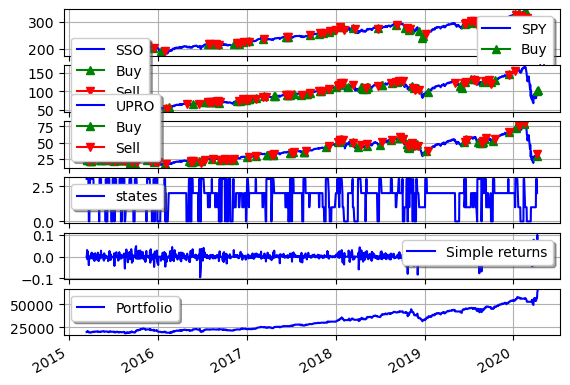 300
200
SPY
Buy
SSO
Buy
Sell
150
100
50
UPRO
Buy
Sell
75
50
25
2.5
0.0
states
0.1
0.0
−0.1
Simple returns
50000
25000
Portfolio
2015
2016
2017
2018
2019
2020